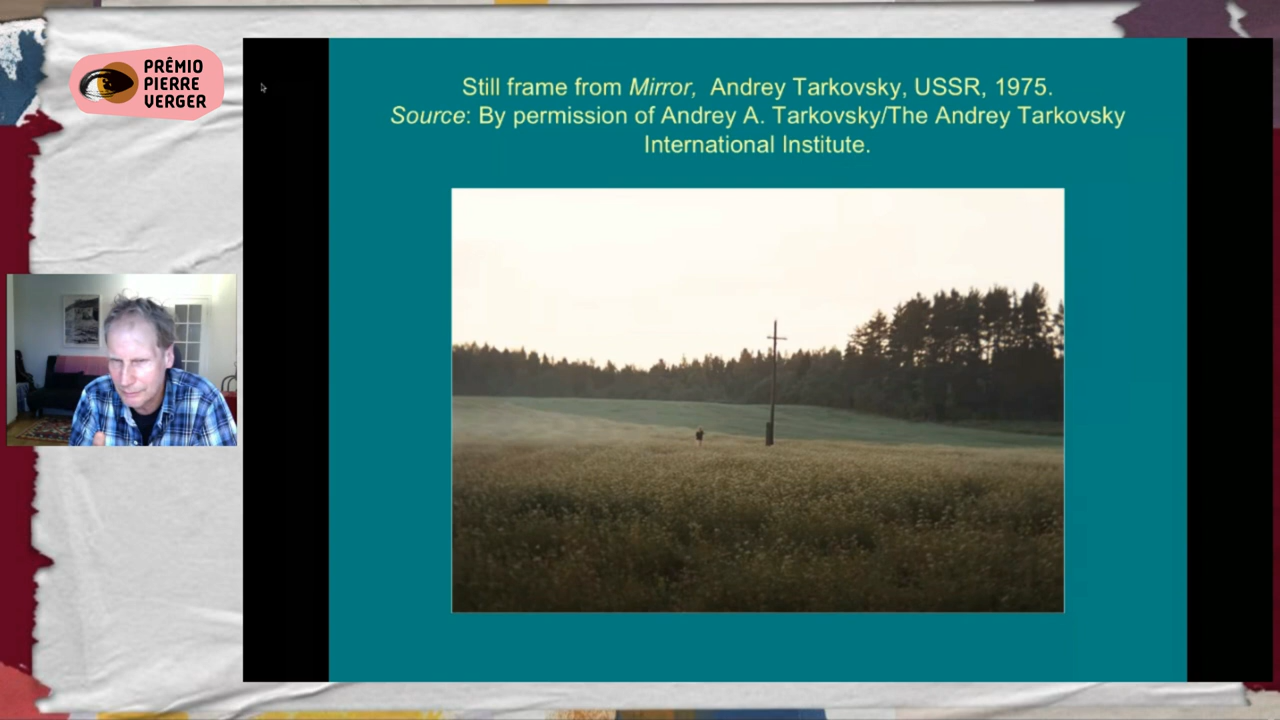 PRÊMIO
PIERRE
VERGER
Still frame from Mirror, Andrey Tarkovsky, USSR, 1975.
Source: By permission of Andrey A. Tarkovsky/The Andrey Tarkovsky
International Institute.